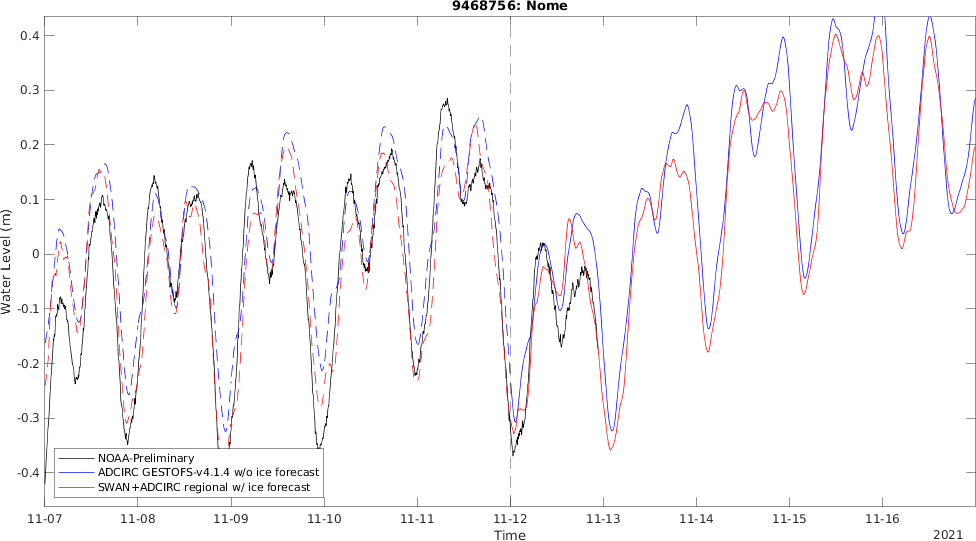 9468756: Nome
Water Level (m)
0.4
0.3
0.2
0.1
0
-0.1
-0.2
-0.3
-0.4
NOAA-Preliminary
ADCIRC GESTOFS-v4.1.4 w/o ice forecast
SWAN+ADCIRC regional w/ ice forecast
11-07 11-08 11-09 11-10 11-11 11-12 11-13 11-14 11-15 11-16
Time
2021